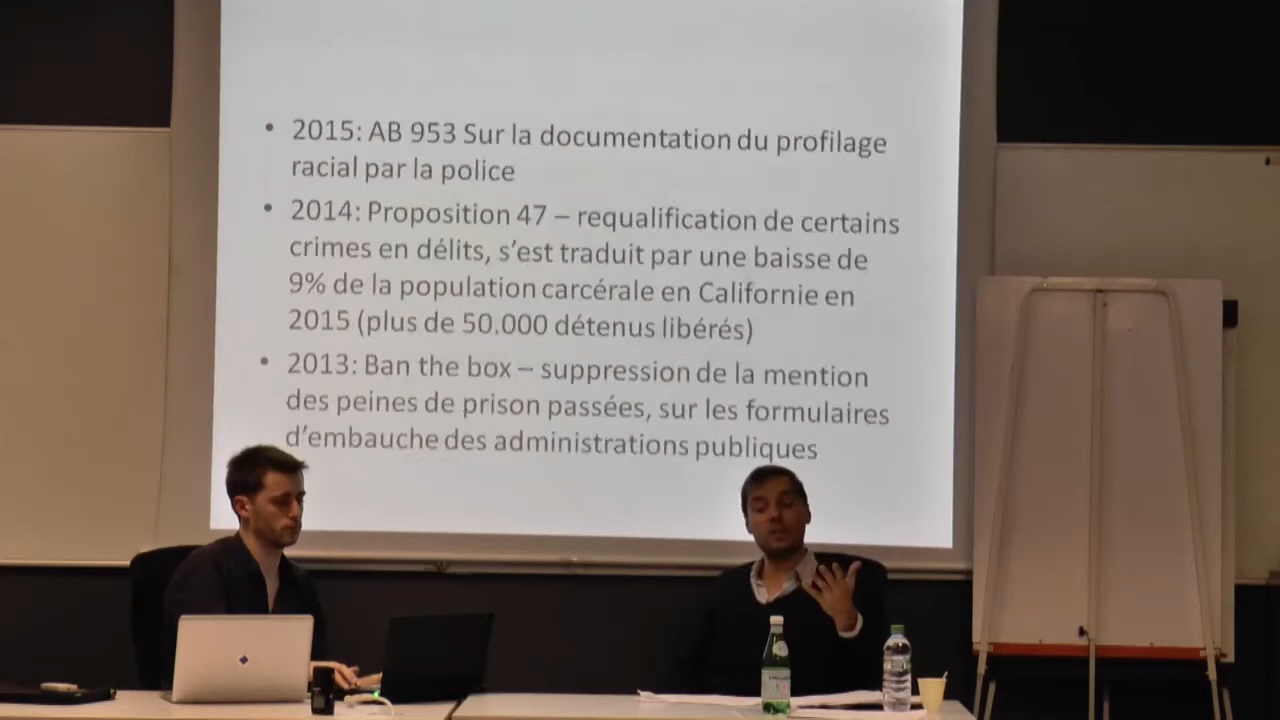 • 2015: AB 953 Sur la documentation du profilage
racial par la police
• 2014: Proposition 47 – requalification de certains
crimes en délits, s'est traduit par une baisse de
9% de la population carcérale en Californie en
2015 (plus de 50.000 détenus libérés)
• 2013: Ban the box – suppression de la mention
des peines de prison passées, sur les formulaires
d'embauche des administrations publiques